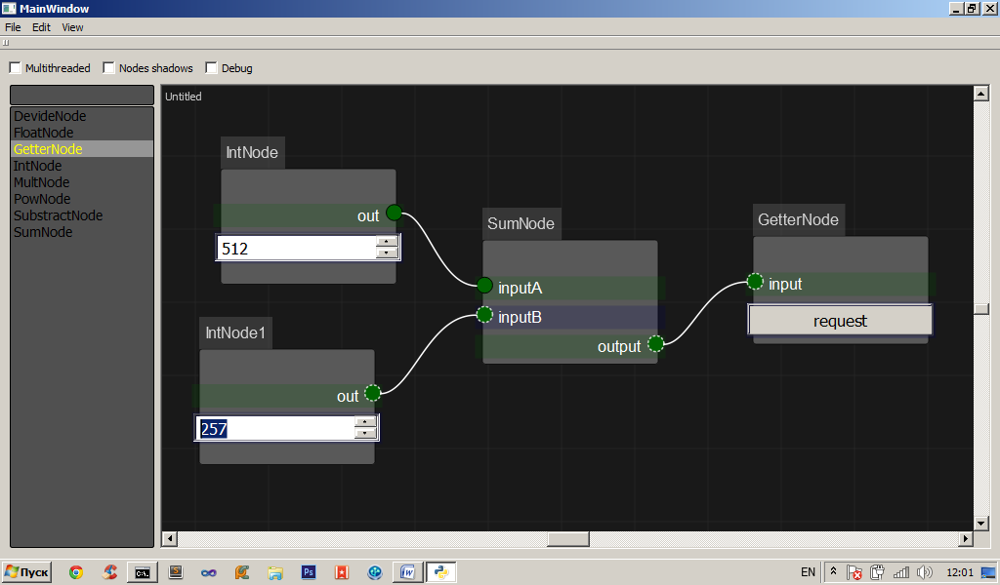 MainWindow
File Edit View
Multithreaded Nodes shadows Debug
DevideNode
FloatNode
GetterNode
IntNode
MultNode
PowNode
SubstractNode
SumNode
Untitled
IntNode
out
512
IntNode1
out
257
SumNode
inputA
inputB
output
GetterNode
input
request
Пуск
EN
12:01